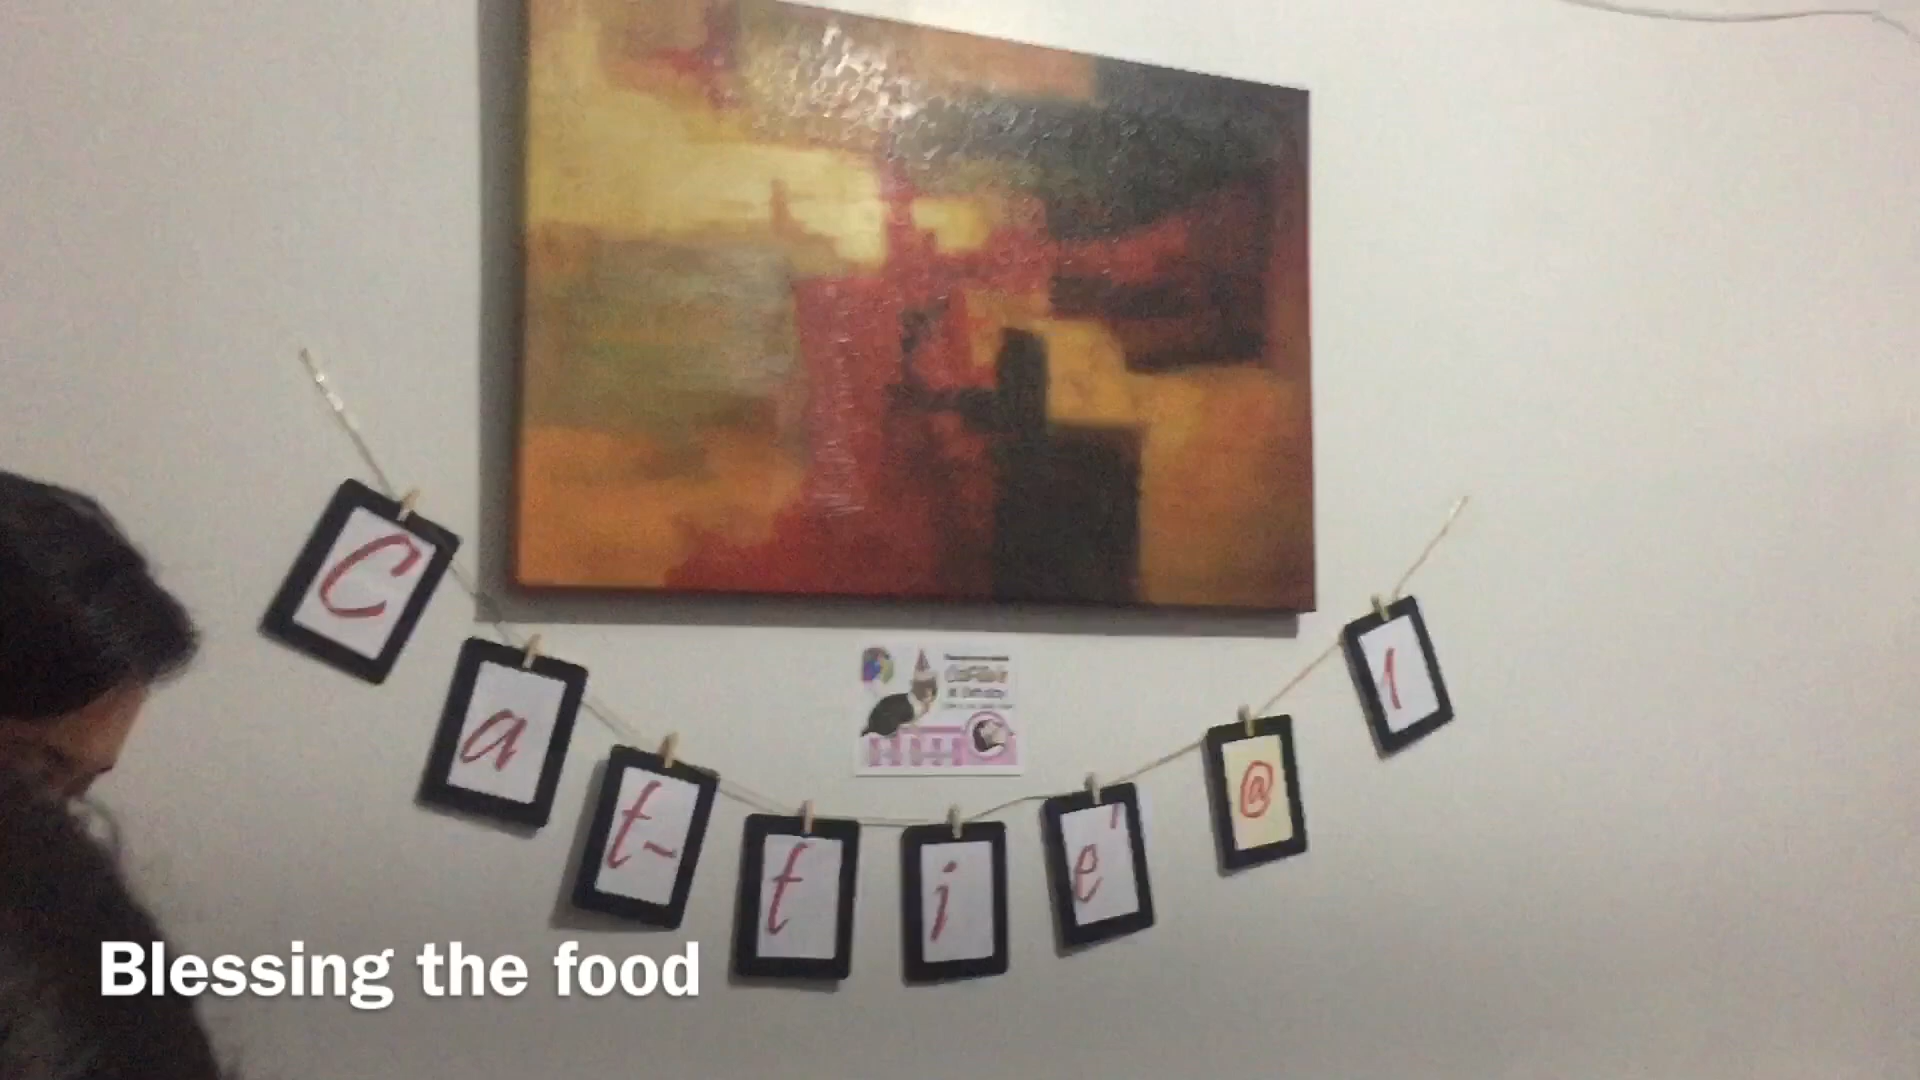 C a t~ t i e' @ 1
Blessing the food